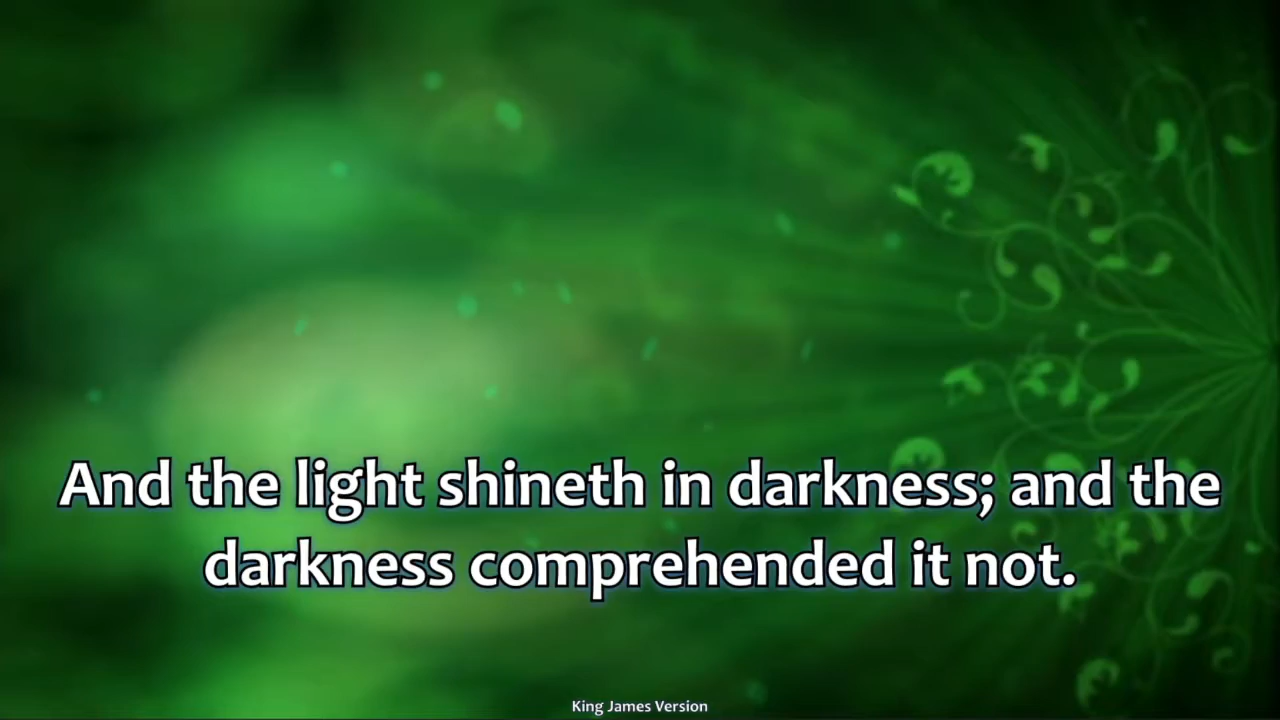 And the light shineth in darkness; and the
darkness comprehended it not.
King James Version